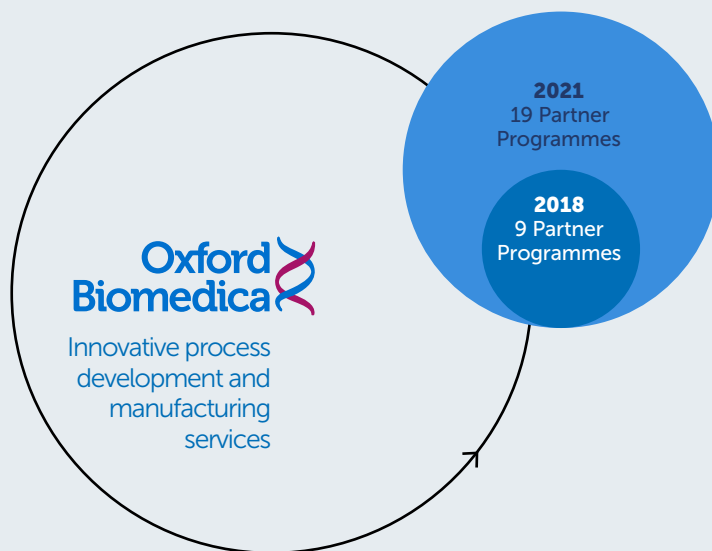 2021
19 Partner
Programmes
2018
9 Partner
Programmes
Oxford
Biomedica
Innovative process
development and
manufacturing
services